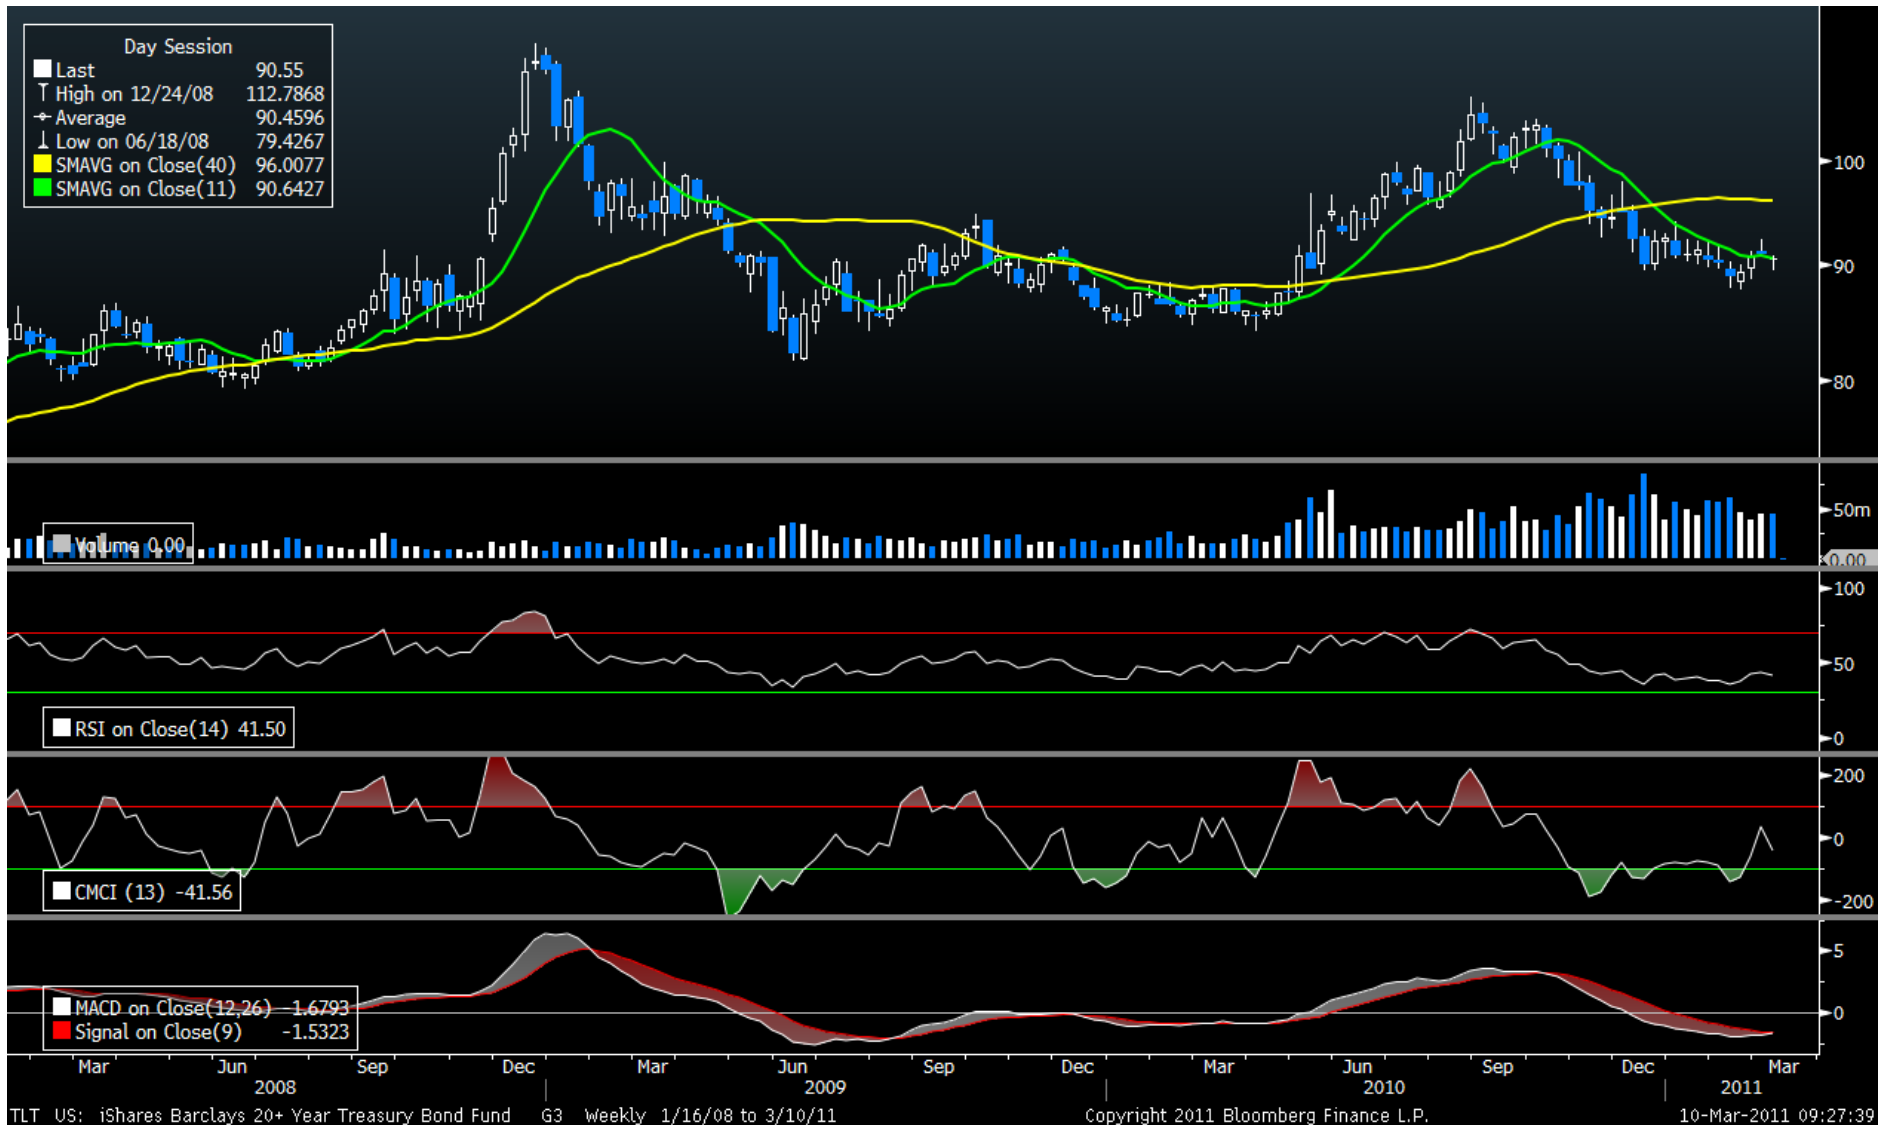 Day Session
Last 90.55
High on 12/24/08 112.7868
Average 90.4596
Low on 06/18/08 79.4267
SMAVG on Close(40) 96.0077
SMAVG on Close(11) 90.6427
100
90
80
Volume 0.00
50m
0.00
100
50
0
RSI on Close(14) 41.50
200
0
-200
CMCI (13) -41.56
5
0
MACD on Close(12,26) -1.6793
Signal on Close(9) -1.5323
Mar Jun Sep Dec Mar Jun Sep Dec Mar Jun Sep Dec Mar
2008 2009 2010 2011
TLT US: iShares Barclays 20+ Year Treasury Bond Fund G3 Weekly 1/16/08 to 3/10/11 Copyright 2011 Bloomberg Finance L.P. 10-Mar-2011 09:27:39